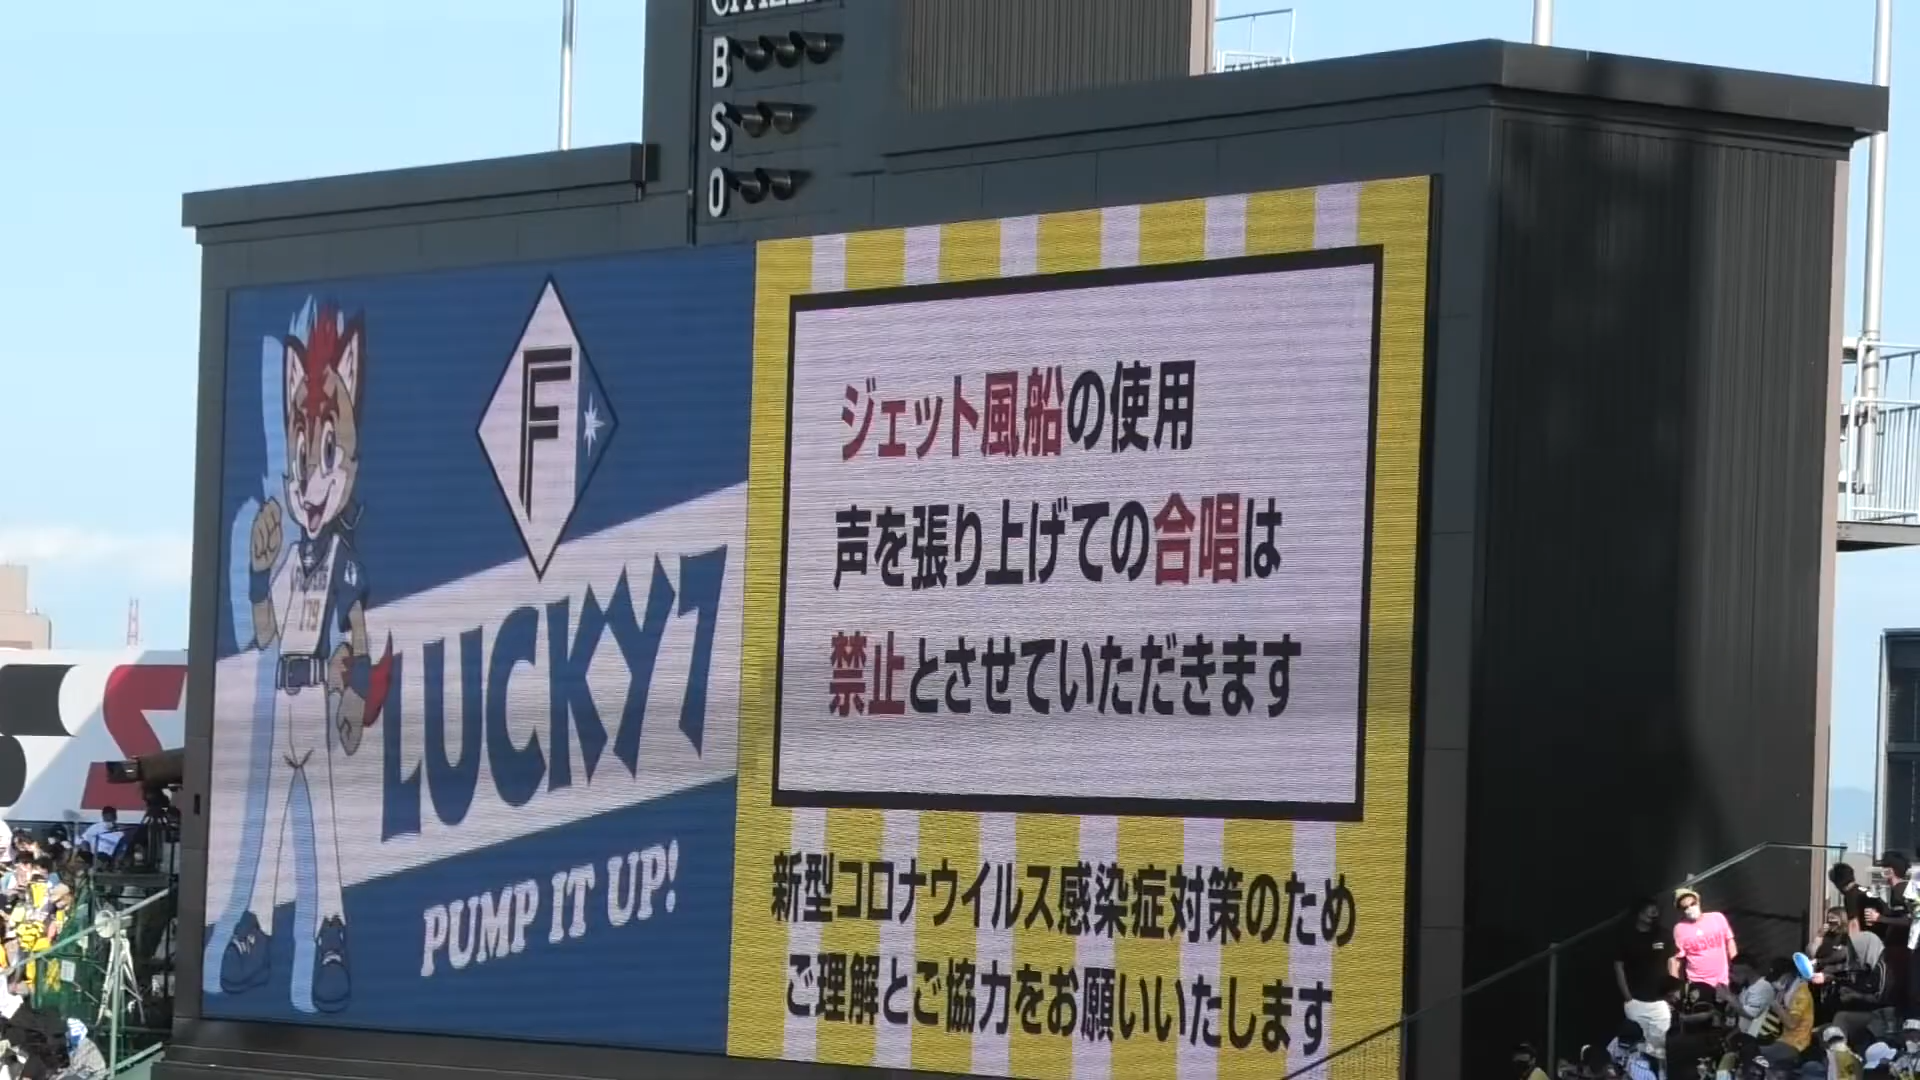 B
S
O
F
LUCKY7
PUMP IT UP!
ジェット風船の使用
声を張り上げての合唱は
禁止とさせていただきます
新型コロナウイルス感染症対策のため
ご理解とご協力をお願いいたします